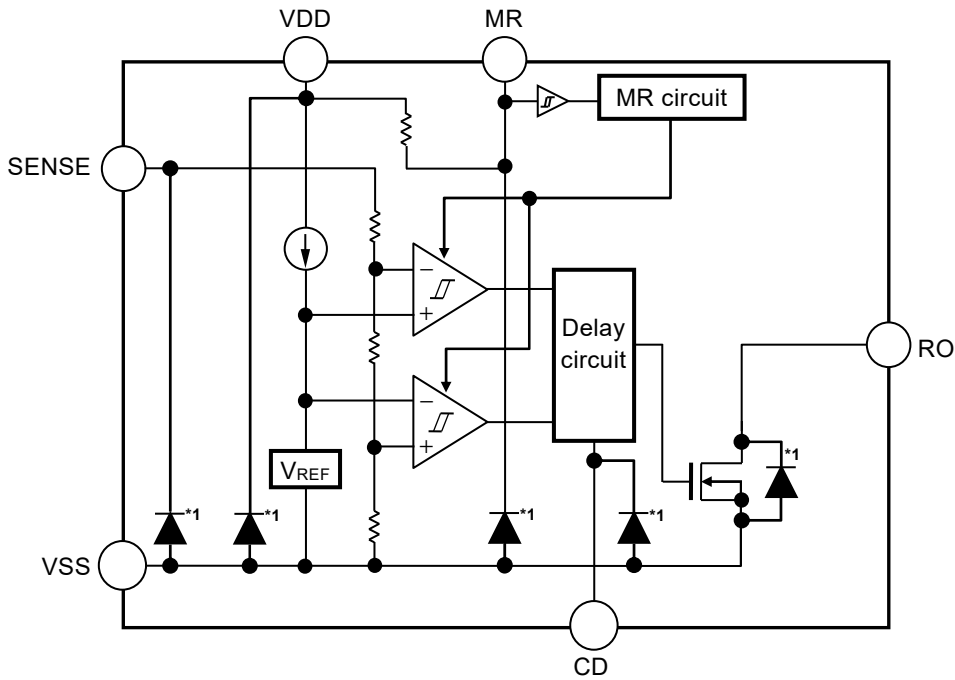 VDD
MR
MR circuit
SENSE
−
+
Delay
circuit
RO
−
+
VREF
*1
*1
*1
*1
*1
VSS
CD